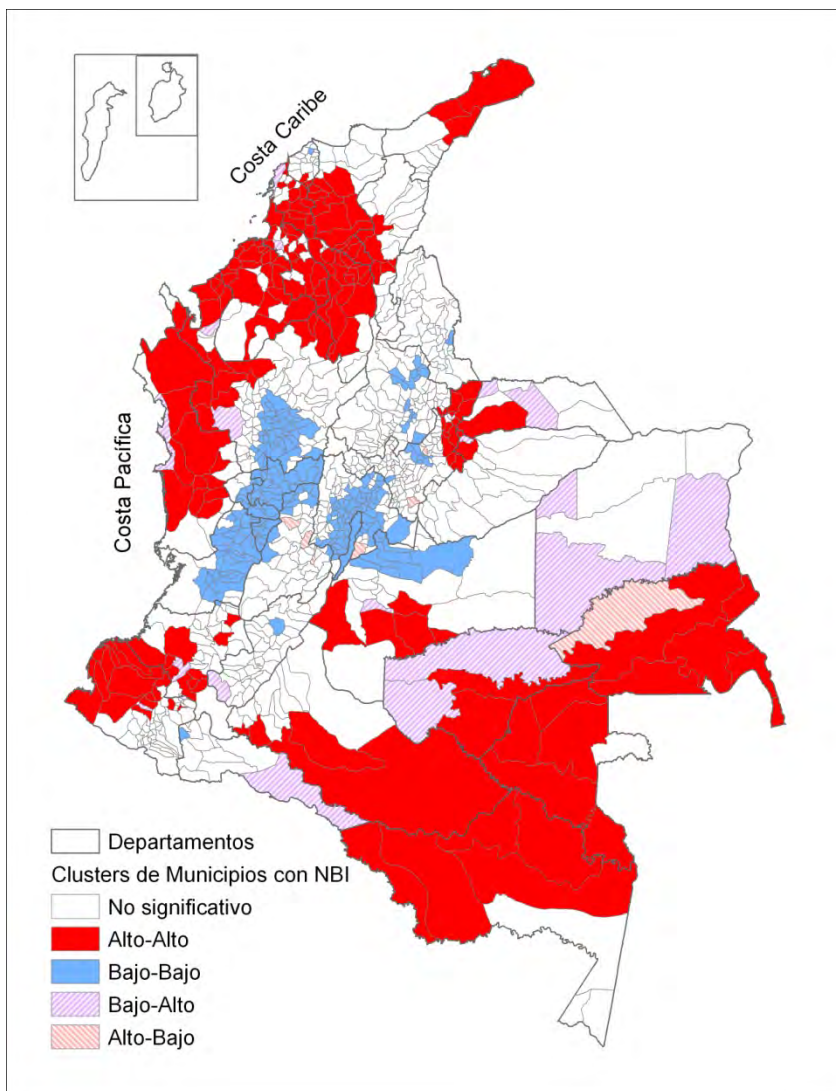 Costa Caribe
Costa Pacífica
Departamentos
Clusters de Municipios con NBI
No significativo
Alto-Alto
Bajo-Bajo
Bajo-Alto
Alto-Bajo